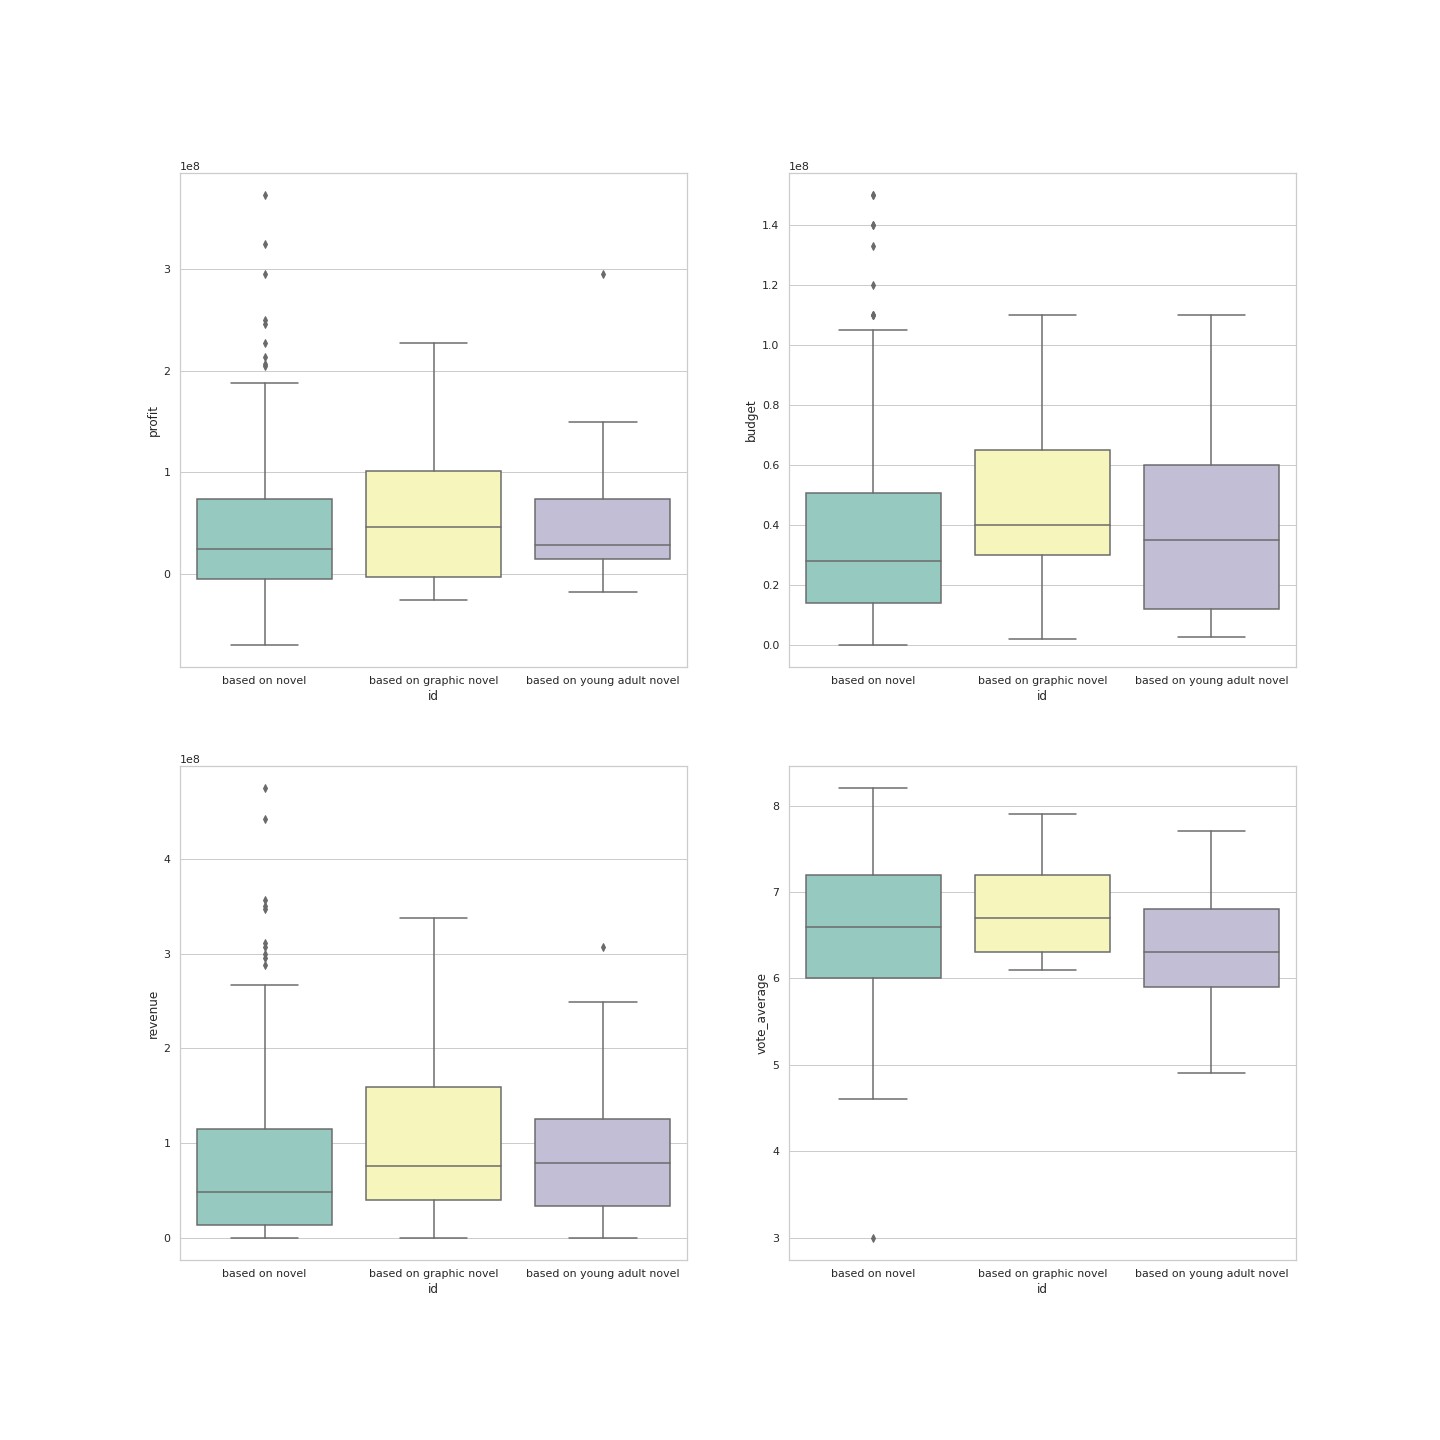 1e8
3
2
1
0
profit
based on novel based on graphic novel based on young adult novel
id
1e8
1.4
1.2
1.0
0.8
0.6
0.4
0.2
0.0
budget
based on novel based on graphic novel based on young adult novel
id
1e8
4
3
2
1
0
revenue
based on novel based on graphic novel based on young adult novel
id
8
7
6
5
4
3
vote_average
based on novel based on graphic novel based on young adult novel
id